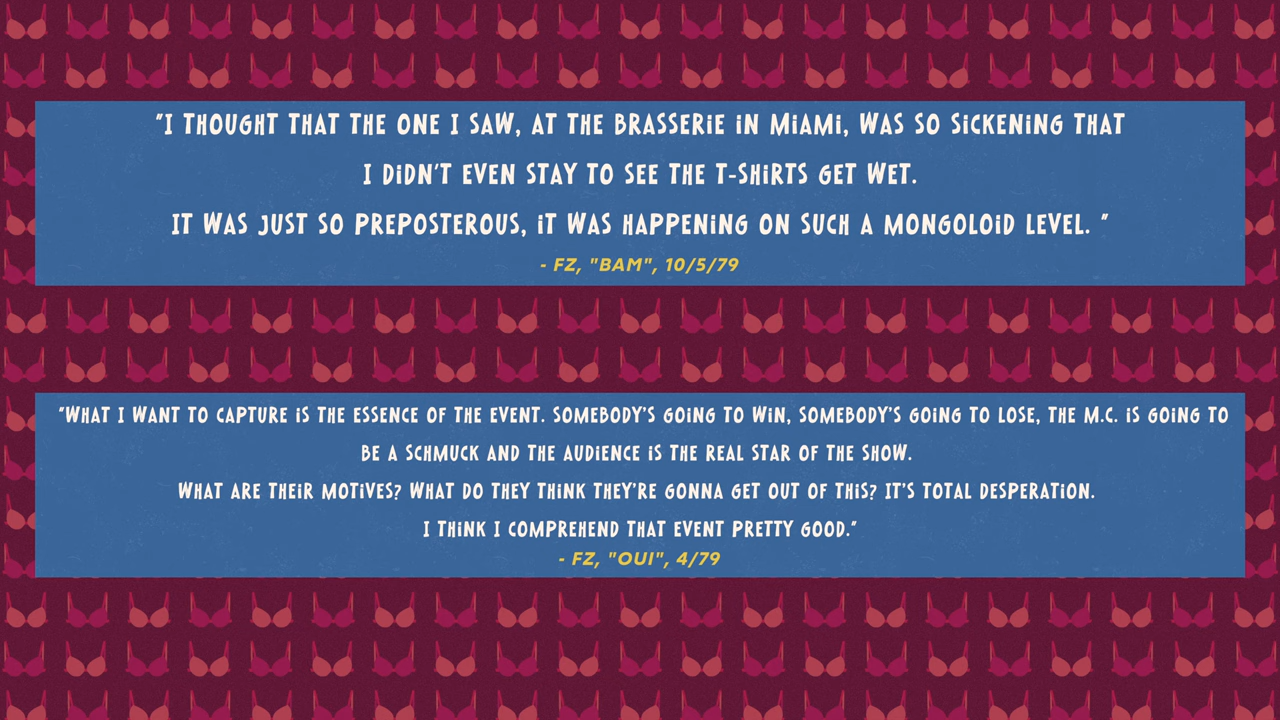 "I THOUGHT THAT THE ONE I SAW, AT THE BRASSERIE IN MIAMI, WAS SO SICKENING THAT
I DIDN'T EVEN STAY TO SEE THE T-SHIRTS GET WET.
IT WAS JUST SO PREPOSTEROUS, IT WAS HAPPENING ON SUCH A MONGOLOID LEVEL. "
- FZ, "BAM", 10/5/79
"WHAT I WANT TO CAPTURE IS THE ESSENCE OF THE EVENT. SOMEBODY'S GOING TO WIN, SOMEBODY'S GOING TO LOSE, THE M.C. IS GOING TO
BE A SCHMUCK AND THE AUDIENCE IS THE REAL STAR OF THE SHOW.
WHAT ARE THEIR MOTIVES? WHAT DO THEY THINK THEY'RE GONNA GET OUT OF THIS? IT'S TOTAL DESPERATION.
I THINK I COMPREHEND THAT EVENT PRETTY GOOD."
- FZ, "OUI", 4/79